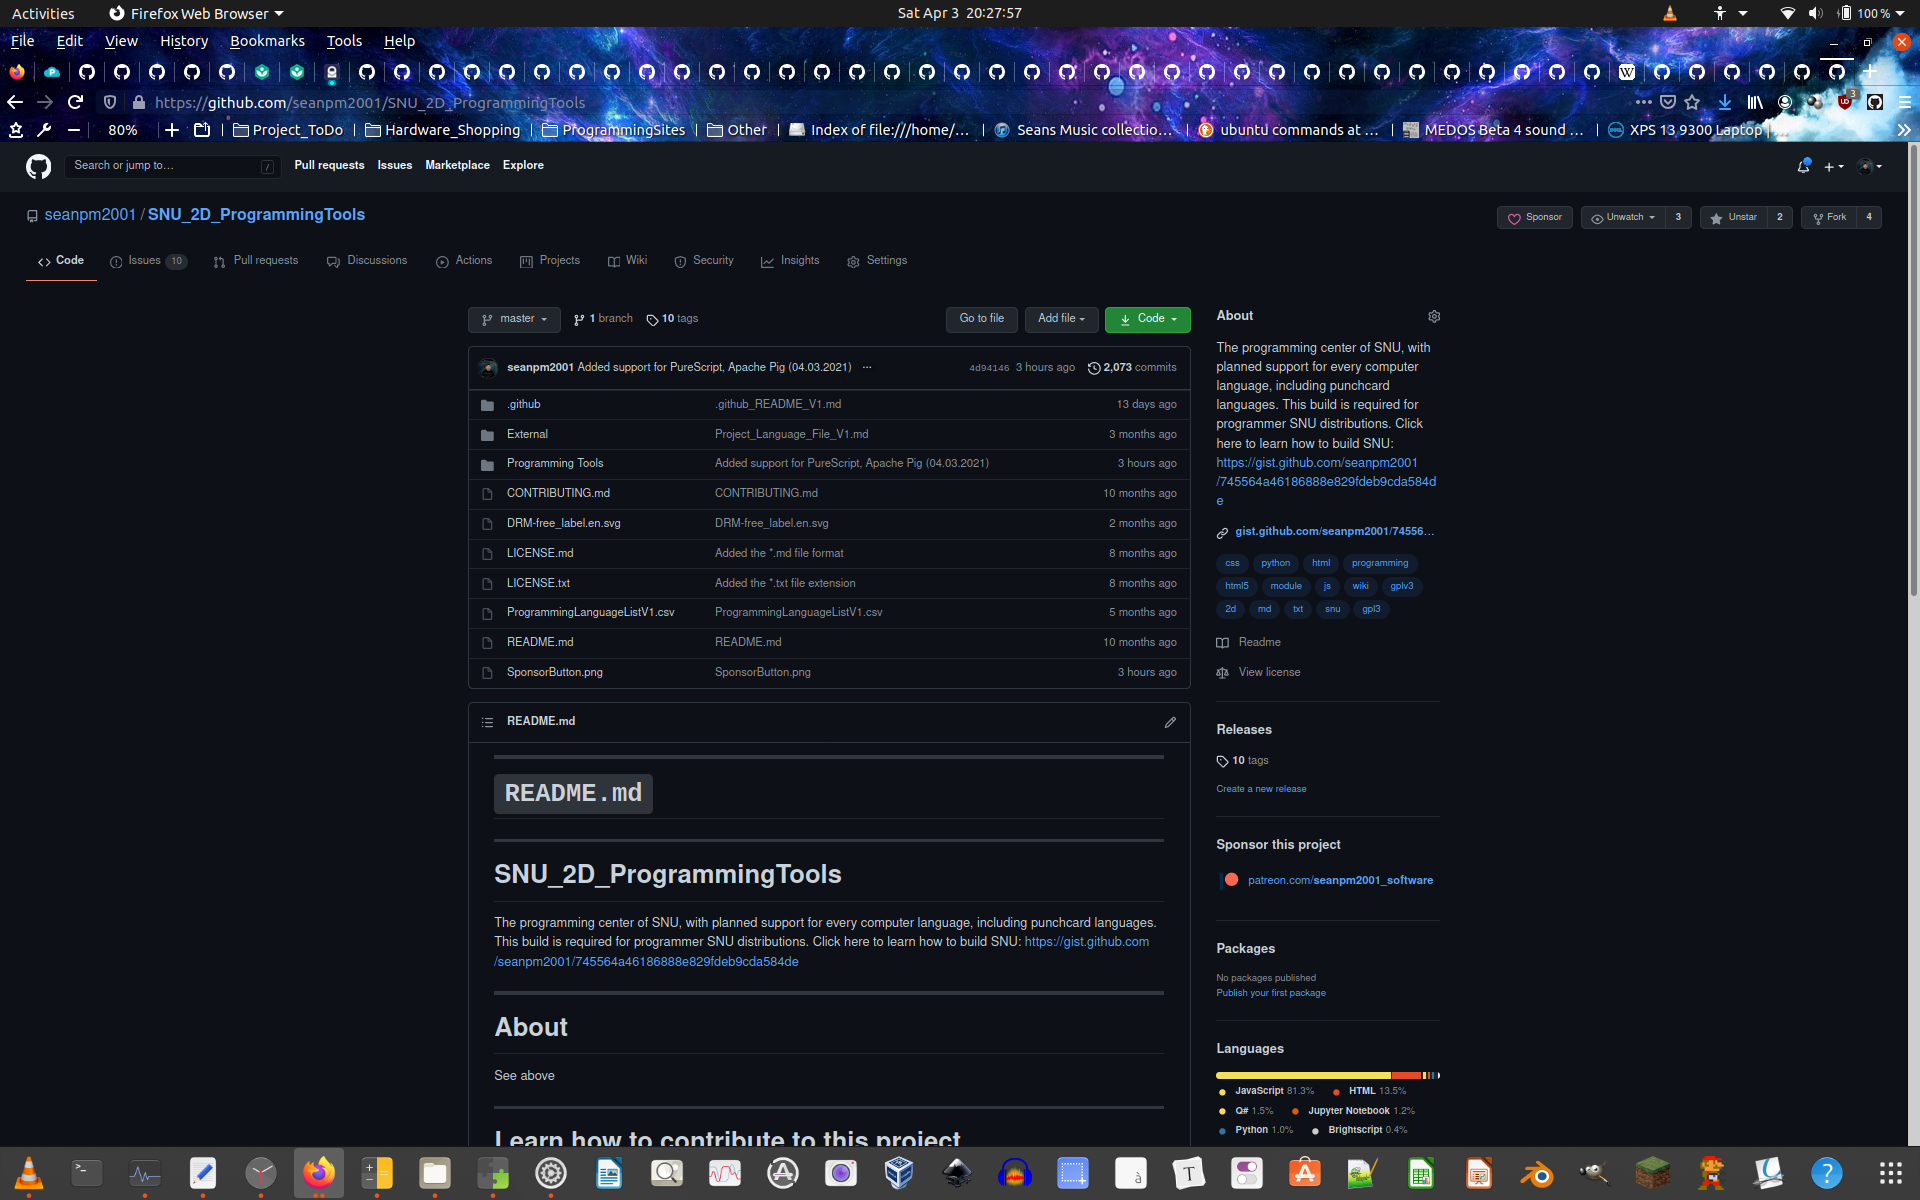 Activities
Firefox Web Browser
Sat Apr 3 20:27:57
100 %
File Edit View History Bookmarks Tools Help
https://github.com/seanpm2001/SNU_2D_ProgrammingTools
3
80%
Project_ToDo
Hardware_Shopping
ProgrammingSites
Other
Index of file:///home/…
Seans Music collectio…
ubuntu commands at …
MEDOS Beta 4 sound …
XPS 13 9300 Laptop |
Search or jump to…
/
Pull requests Issues Marketplace Explore
seanpm2001 / SNU_2D_ProgrammingTools
Sponsor
Unwatch 3
Unstar 2
Fork 4
Code
Issues 10
Pull requests
Discussions
Actions
Projects
Wiki
Security
Insights
Settings
master
1 branch
10 tags
Go to file
Add file
Code
seanpm2001 Added support for PureScript, Apache Pig (04.03.2021) ...
4d94146 3 hours ago 2,073 commits
.github .github_README_V1.md 13 days ago
External Project_Language_File_V1.md 3 months ago
Programming Tools Added support for PureScript, Apache Pig (04.03.2021) 3 hours ago
CONTRIBUTING.md CONTRIBUTING.md 10 months ago
DRM-free_label.en.svg DRM-free_label.en.svg 2 months ago
LICENSE.md Added the *.md file format 8 months ago
LICENSE.txt Added the *.txt file extension 8 months ago
ProgrammingLanguageListV1.csv ProgrammingLanguageListV1.csv 5 months ago
README.md README.md 10 months ago
SponsorButton.png SponsorButton.png 3 hours ago
README.md
README.md
SNU_2D_ProgrammingTools
The programming center of SNU, with planned support for every computer language, including punchcard languages.
This build is required for programmer SNU distributions. Click here to learn how to build SNU: https://gist.github.com
/seanpm2001/745564a46186888e829fdeb9cda584de
About
See above
Learn how to contribute to this project
About
The programming center of SNU, with
planned support for every computer
language, including punchcard
languages. This build is required for
programmer SNU distributions. Click
here to learn how to build SNU:
https://gist.github.com/seanpm2001
/745564a46186888e829fdeb9cda584d
e
gist.github.com/seanpm2001/74556…
css python html programming
html5 module js wiki gplv3
2d md txt snu gpl3
Readme
View license
Releases
10 tags
Create a new release
Sponsor this project
patreon.com/seanpm2001_software
Packages
No packages published
Publish your first package
Languages
JavaScript 81.3% HTML 13.5%
Q# 1.5% Jupyter Notebook 1.2%
Python 1.0% Brightscript 0.4%